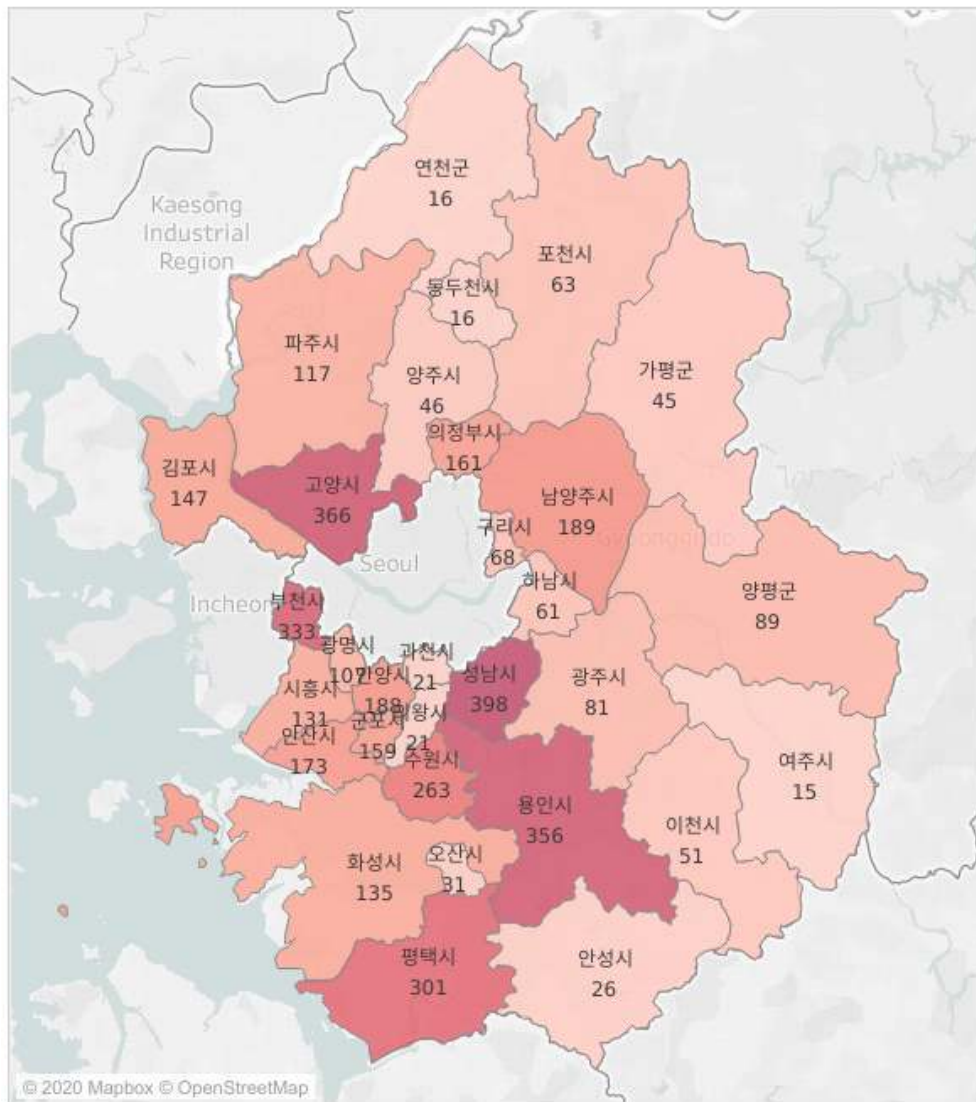 연천군
16
Kaesong
Industrial
Region
포천시
63
동두천시
16
파주시
117
가평군
45
양주시
46
의정부시
161
김포시
147
고양시
366
남양주시
189
구리시
68
Gyeonggi-do
Seoul
하남시
61
양평군
89
Incheon
부천시
333
광명시
107
과천시
21
안양시
188
성남시
398
광주시
81
시흥시
131
의왕시
21
군포시
159
안산시
173
수원시
263
여주시
15
용인시
356
이천시
51
화성시
135
오산시
31
평택시
301
안성시
26
© 2020 Mapbox © OpenStreetMap